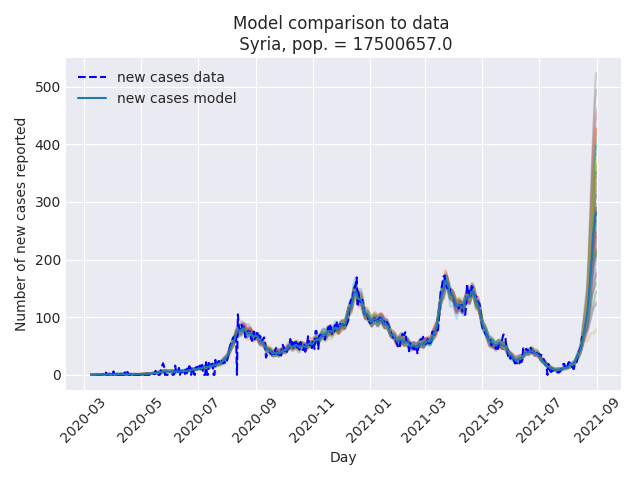 Model comparison to data
Syria, pop. = 17500657.0
new cases data
new cases model
Number of new cases reported
500
400
300
200
100
0
2020-03
2020-05
2020-07
2020-09
2020-11
2021-01
2021-03
2021-05
2021-07
2021-09
Day